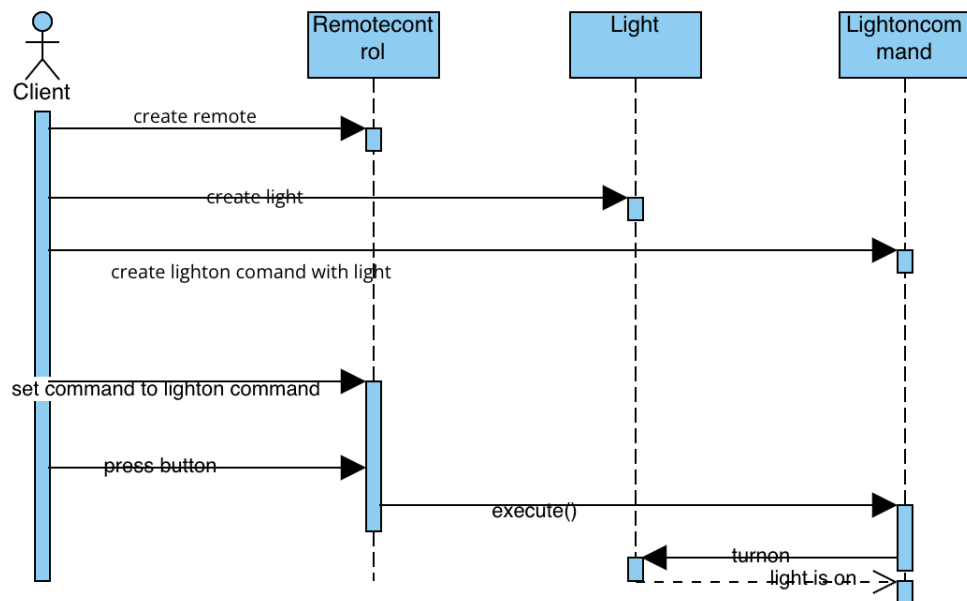 Remotecont
rol
Light
Lightoncom
mand
Client
create remote
create light
create lighton comand with light
set command to lighton command
press button
execute()
turnon
light is on